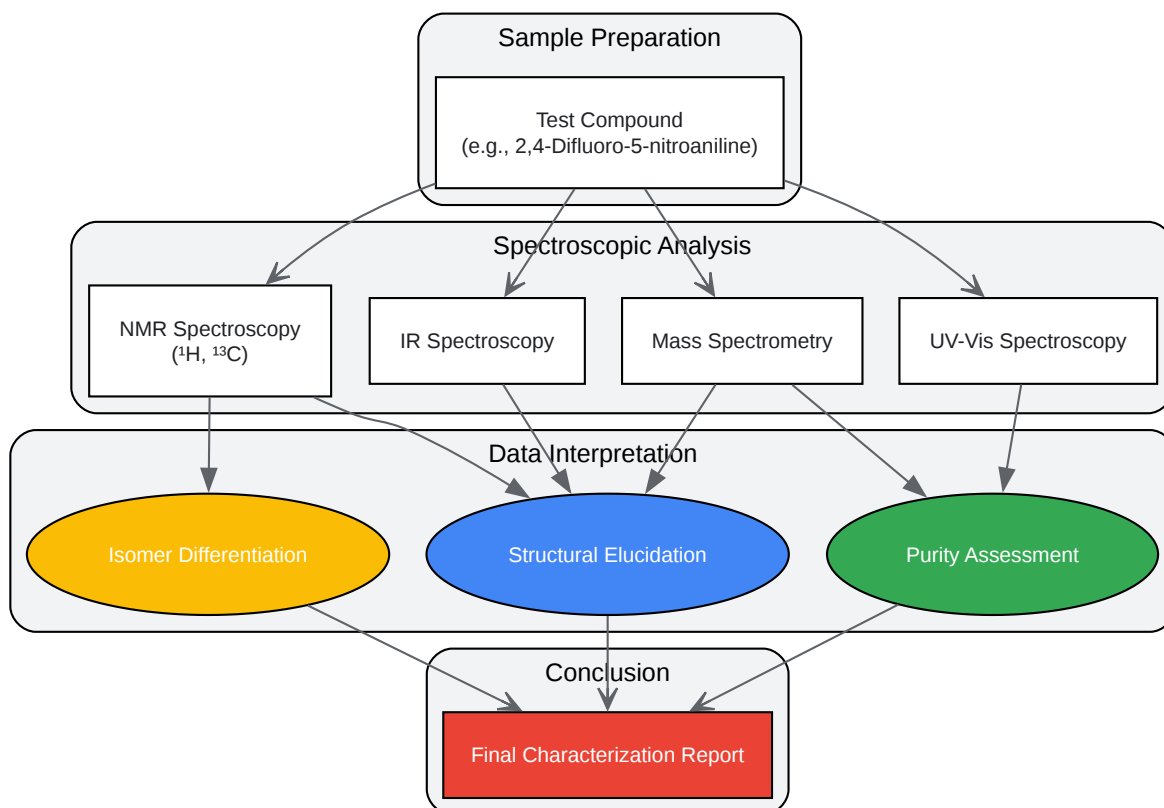 Sample Preparation
Test Compound
(e.g., 2,4-Difluoro-5-nitroaniline)
Spectroscopic Analysis
NMR Spectroscopy
(¹H, ¹³C)
IR Spectroscopy
Mass Spectrometry
UV-Vis Spectroscopy
Data Interpretation
Isomer Differentiation
Structural Elucidation
Purity Assessment
Conclusion
Final Characterization Report